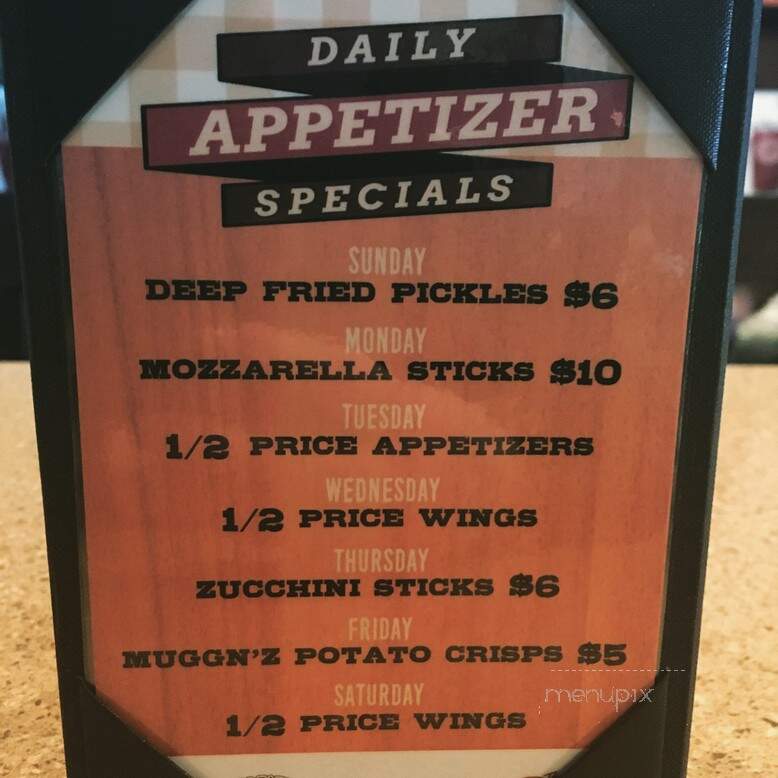 DAILY
APPETIZER
SPECIALS
SUNDAY
DEEP FRIED PICKLES $6
MONDAY
MOZZARELLA STICKS $10
TUESDAY
1/2 PRICE APPETIZERS
WEDNESDAY
1/2 PRICE WINGS
THURSDAY
ZUCCHINI STICKS $6
FRIDAY
MUGGN'Z POTATO CRISPS $5
SATURDAY
menupix
1/2 PRICE WINGS